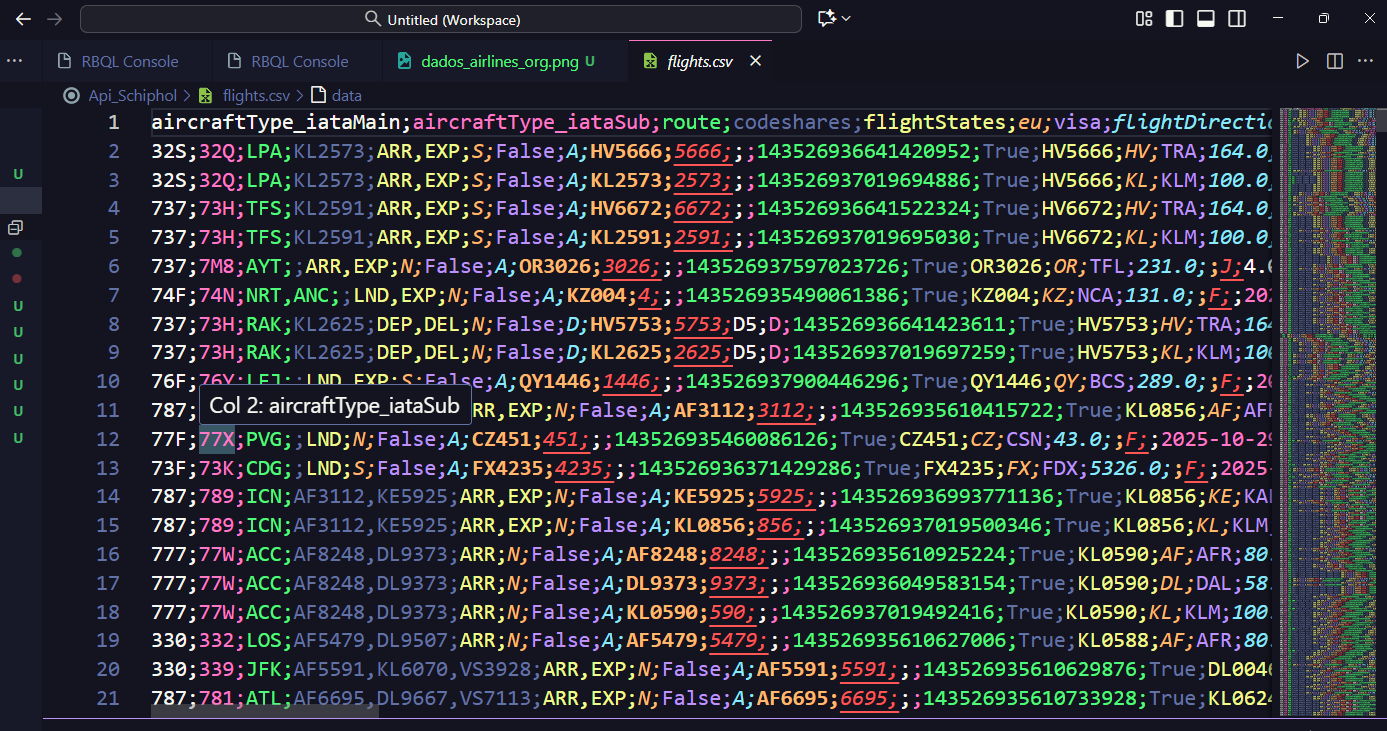 Untitled (Workspace)
RBQL Console
RBQL Console
dados_airlines_org.png U
flights.csv
Api_Schiphol > flights.csv > data
1 aircraftType_iataMain;aircraftType_iataSub;route;codeshares;flightStates;eu;visa;flightDirectio
2 32S;32Q;LPA;KL2573;ARR,EXP;S;False;A;HV5666;5666;;;143526936641420952;True;HV5666;HV;TRA;164.0;
3 32S;32Q;LPA;KL2573;ARR,EXP;S;False;A;KL2573;2573;;;143526937019694886;True;HV5666;KL;KLM;100.0;
4 737;73H;TFS;KL2591;ARR,EXP;S;False;A;HV6672;6672;;;143526936641522324;True;HV6672;HV;TRA;164.0;
5 737;73H;TFS;KL2591;ARR,EXP;S;False;A;KL2591;2591;;;143526937019695030;True;HV6672;KL;KLM;100.0;
6 737;7M8;AYT;;ARR,EXP;N;False;A;OR3026;3026;;;143526937597023726;True;OR3026;OR;TFL;231.0;;J;4.0
7 74F;74N;NRT,ANC;;LND,EXP;N;False;A;KZ004;4;;;143526935490061386;True;KZ004;KZ;NCA;131.0;;F;;202
8 737;73H;RAK;KL2625;DEP,DEL;N;False;D;HV5753;5753;D5;D;143526936641423611;True;HV5753;HV;TRA;164
9 737;73H;RAK;KL2625;DEP,DEL;N;False;D;KL2625;2625;D5;D;143526937019697259;True;HV5753;KL;KLM;100
10 76F;76Y;LEJ;;LND,EXP;S;False;A;QY1446;1446;;;143526937900446296;True;QY1446;QY;BCS;289.0;;F;;20
Col 2: aircraftType_iataSub
11 787; RR,EXP;N;False;A;AF3112;3112;;;143526935610415722;True;KL0856;AF;AFR
12 77F;77X;PVG;;LND;N;False;A;CZ451;451;;;143526935460086126;True;CZ451;CZ;CSN;43.0;;F;;2025-10-29
13 73F;73K;CDG;;LND;S;False;A;FX4235;4235;;;143526936371429286;True;FX4235;FX;FDX;5326.0;;F;;2025-
14 787;789;ICN;AF3112,KE5925;ARR,EXP;N;False;A;KE5925;5925;;;143526936993771136;True;KL0856;KE;KAL
15 787;789;ICN;AF3112,KE5925;ARR,EXP;N;False;A;KL0856;856;;;143526937019500346;True;KL0856;KL;KLM;
16 777;77W;ACC;AF8248,DL9373;ARR;N;False;A;AF8248;8248;;;143526935610925224;True;KL0590;AF;AFR;80.
17 777;77W;ACC;AF8248,DL9373;ARR;N;False;A;DL9373;9373;;;143526936049583154;True;KL0590;DL;DAL;58.
18 777;77W;ACC;AF8248,DL9373;ARR;N;False;A;KL0590;590;;;143526937019492416;True;KL0590;KL;KLM;100.
19 330;332;LOS;AF5479,DL9507;ARR;N;False;A;AF5479;5479;;;143526935610627006;True;KL0588;AF;AFR;80.
20 330;339;JFK;AF5591,KL6070,VS3928;ARR,EXP;N;False;A;AF5591;5591;;;143526935610629876;True;DL0046
21 787;781;ATL;AF6695,DL9667,VS7113;ARR,EXP;N;False;A;AF6695;6695;;;143526935610733928;True;KL0624
U
U
U
U
U
U
U